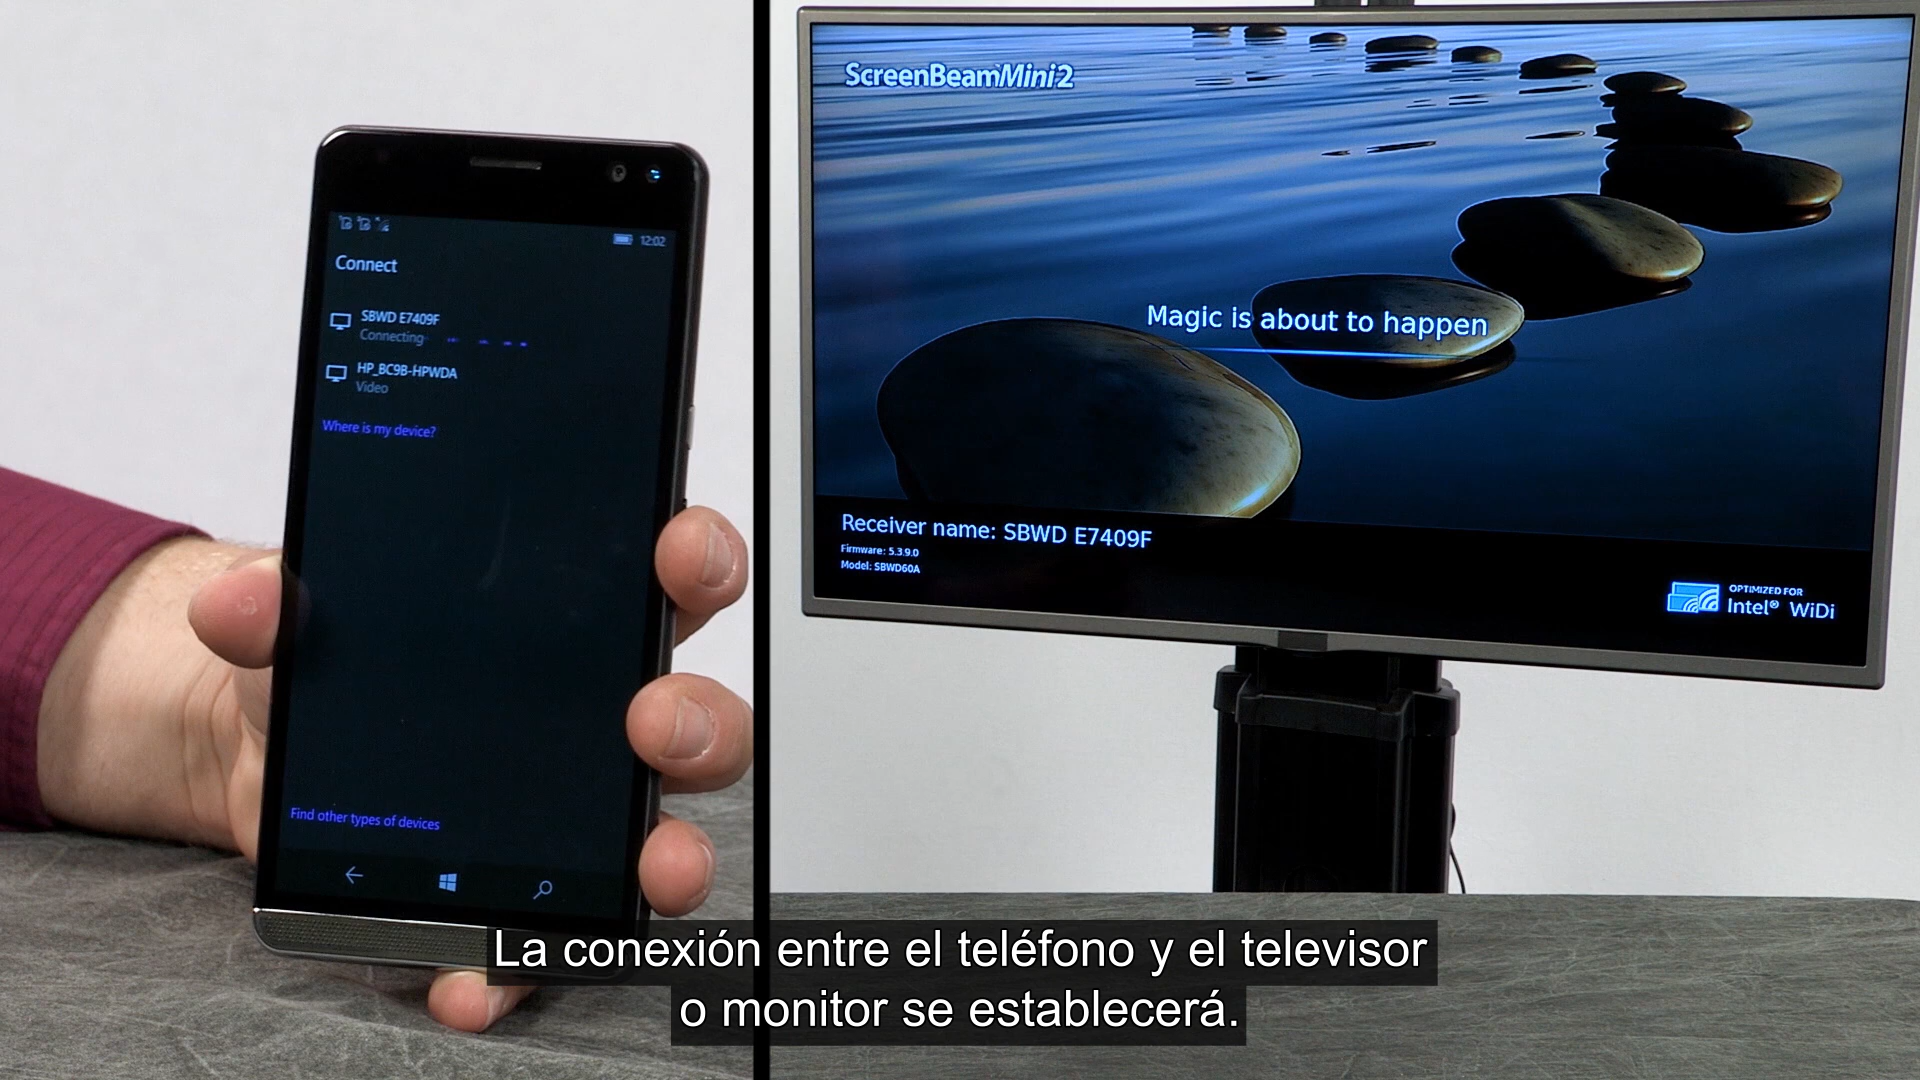 12:02
Connect
SBWD E7409F
Connecting
HP_BC9B-HPWDA
Video
Where is my device?
Find other types of devices
ScreenBeamMini2
Magic is about to happen
Receiver name: SBWD E7409F
Firmware: 5.3.9.0
Model: SBWD60A
OPTIMIZED FOR
Intel® WiDi
La conexión entre el teléfono y el televisor
o monitor se establecerá.